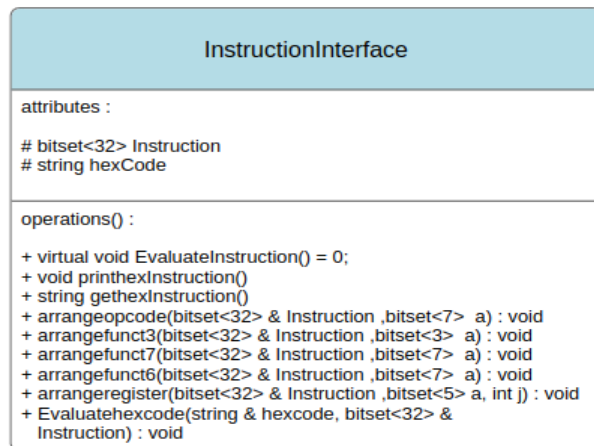 InstructionInterface
attributes :
# bitset<32> Instruction
# string hexCode
operations() :
+ virtual void EvaluateInstruction() = 0;
+ void printhexInstruction()
+ string gethexInstruction()
+ arrangeopcode(bitset<32> & Instruction ,bitset<7>  a) : void
+ arrangefunct3(bitset<32> & Instruction ,bitset<3>  a) : void
+ arrangefunct7(bitset<32> & Instruction ,bitset<7>  a) : void
+ arrangefunct6(bitset<32> & Instruction ,bitset<7>  a) : void
+ arrangeregister(bitset<32> & Instruction ,bitset<5> a, int j) : void
+ Evaluatehexcode(string & hexcode, bitset<32> &
Instruction) : void